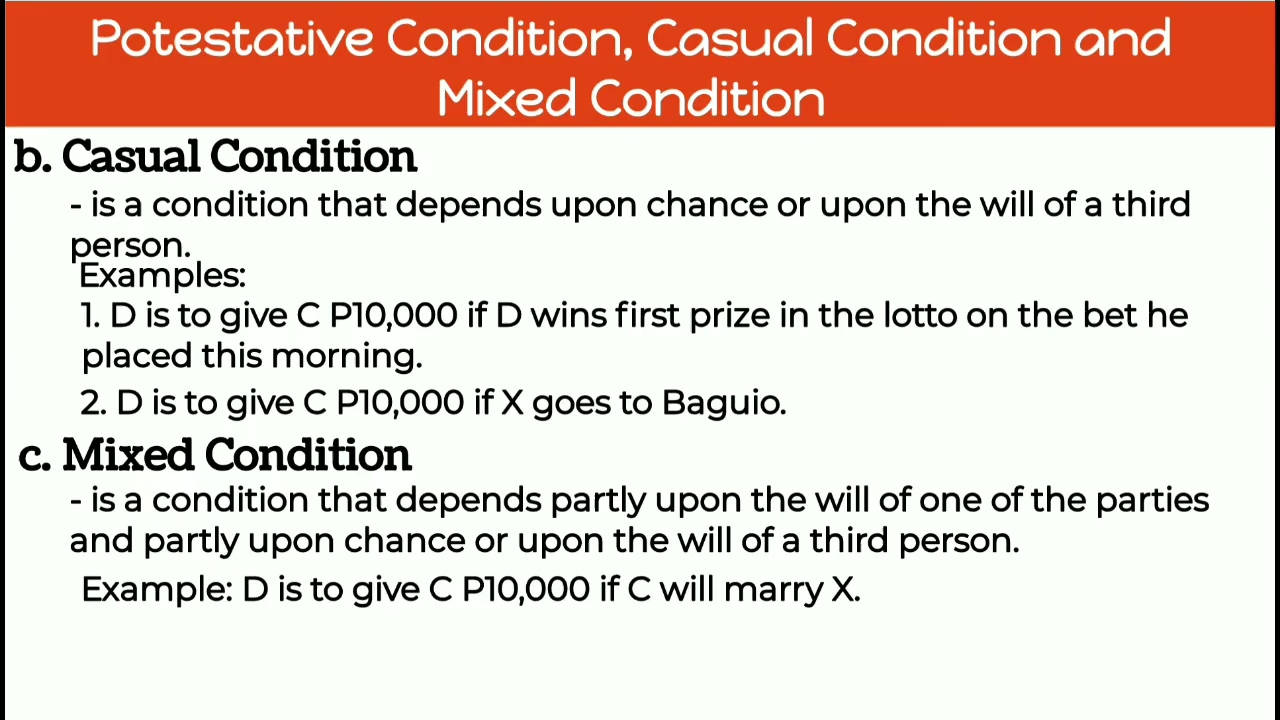 Potestative Condition, Casual Condition and
Mixed Condition
b. Casual Condition
- is a condition that depends upon chance or upon the will of a third
person.
Examples:
1. D is to give C P10,000 if D wins first prize in the lotto on the bet he
placed this morning.
2. D is to give C P10,000 if X goes to Baguio.
c. Mixed Condition
- is a condition that depends partly upon the will of one of the parties
and partly upon chance or upon the will of a third person.
Example: D is to give C P10,000 if C will marry X.